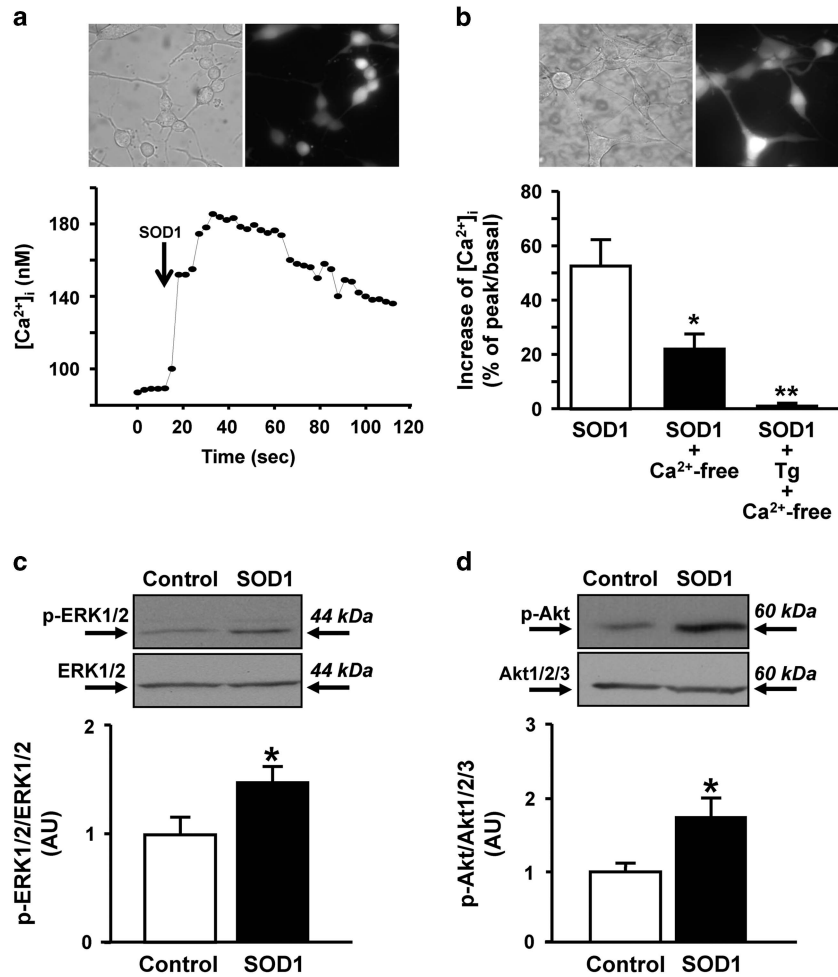 a
SOD1
[Ca²⁺]ᵢ (nM)
180
140
100
0 20 40 60 80 100 120
Time (sec)
b
Increase of [Ca²⁺]ᵢ
(% of peak/basal)
80
60
40
20
0
*
**
SOD1
SOD1
+
Ca²⁺-free
SOD1
+
Tg
+
Ca²⁺-free
c
Control SOD1
p-ERK1/2 44 kDa
ERK1/2 44 kDa
p-ERK1/2/ERK1/2
(AU)
2
1
0
*
Control SOD1
d
Control SOD1
p-Akt 60 kDa
Akt1/2/3 60 kDa
p-Akt/Akt1/2/3
(AU)
3
2
1
0
*
Control SOD1